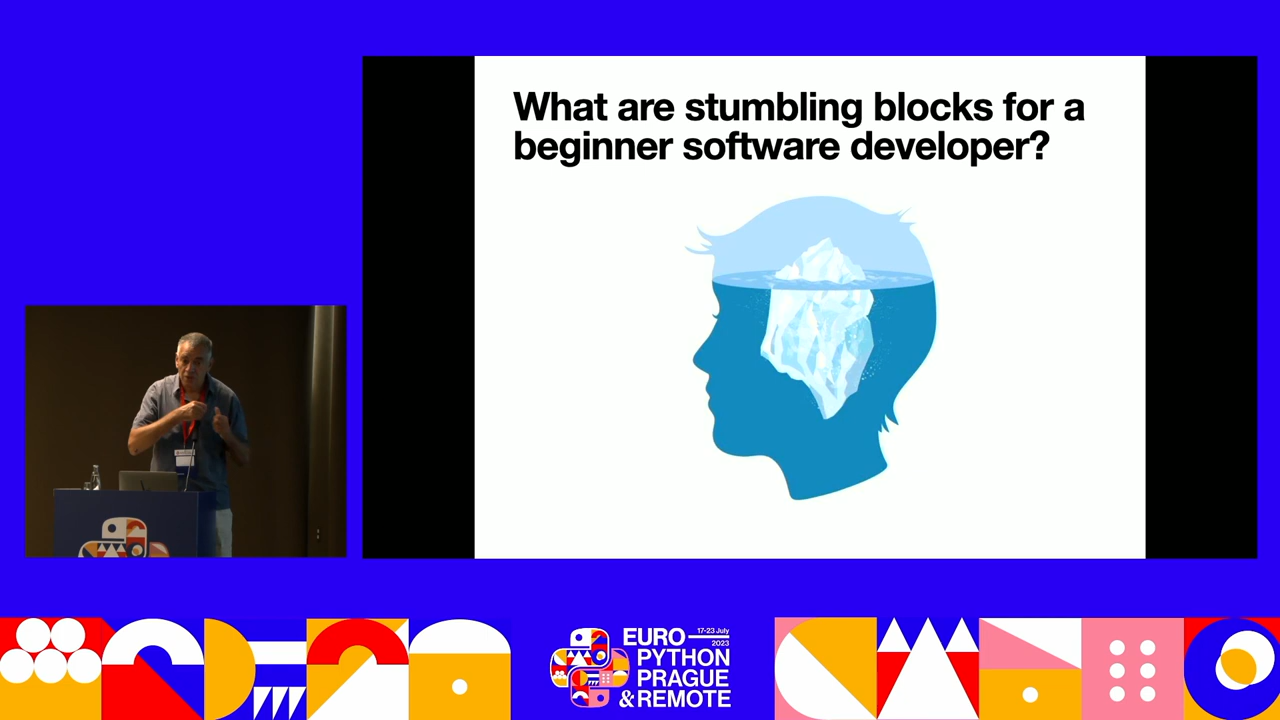 What are stumbling blocks for a
beginner software developer?
EURO
17-23 July
2023
PYTHON
PRAGUE
& REMOTE